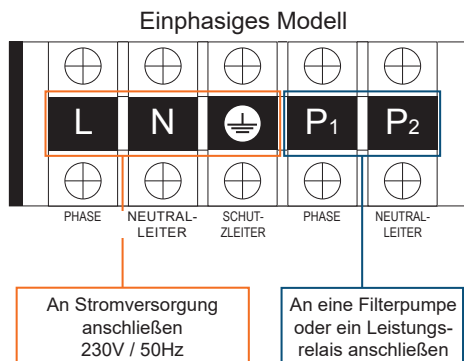 Einphasiges Modell
L N P1 P2
PHASE NEUTRAL- SCHUT- PHASE NEUTRAL-
LEITER ZLEITER LEITER
An Stromversorgung
anschließen
230V / 50Hz
An eine Filterpumpe
oder ein Leistungs-
relais anschließen